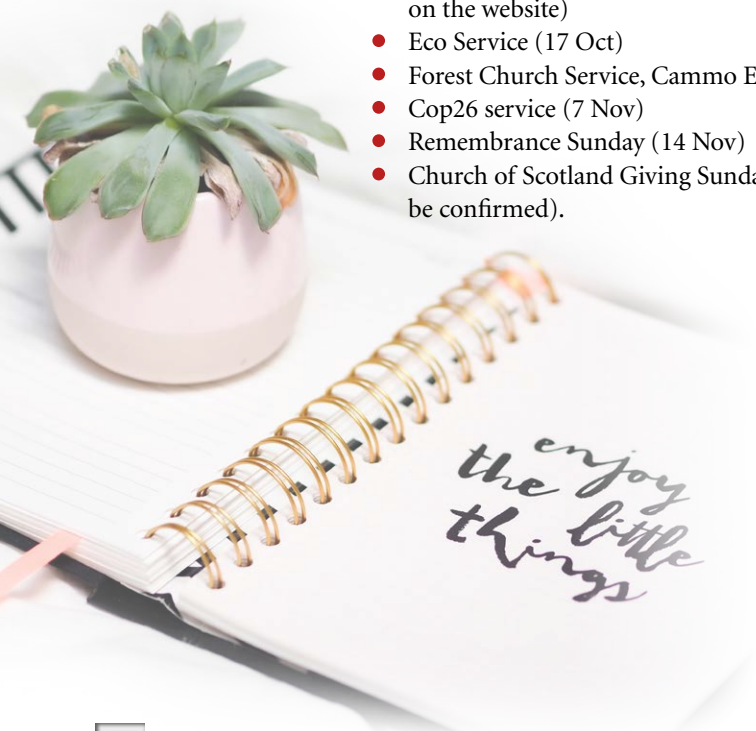 on the website)
Eco Service (17 Oct)
Forest Church Service, Cammo E
Cop26 service (7 Nov)
Remembrance Sunday (14 Nov)
Church of Scotland Giving Sunda
be confirmed).
enjoy
the little
things